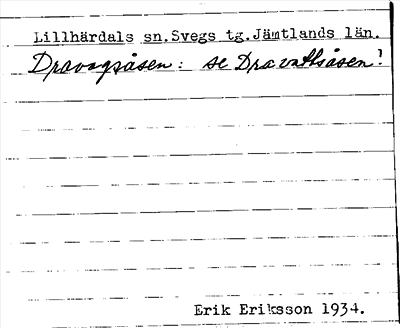 Lillhärdals sn. Svegs tg. Jämtlands län.
Dravagsåsen: se Dravattsåsen!
Erik Eriksson 1934.